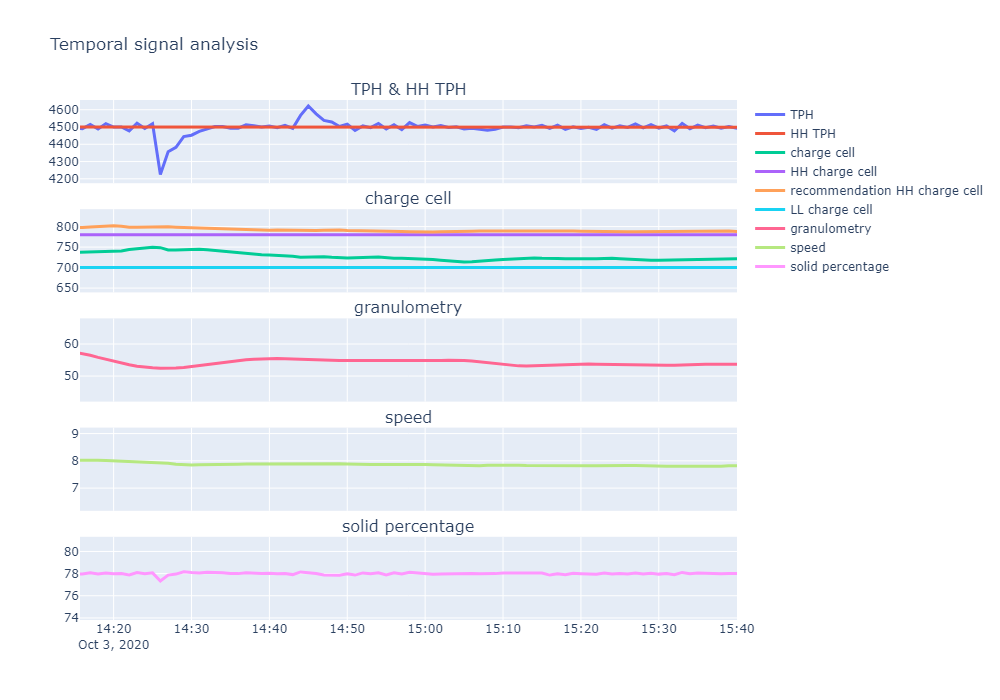 Temporal signal analysis
TPH & HH TPH
4600
4500
4400
4300
4200
charge cell
800
750
700
650
granulometry
60
50
speed
9
8
7
solid percentage
80
78
76
74
14:20 14:30 14:40 14:50 15:00 15:10 15:20 15:30 15:40
Oct 3, 2020
TPH
HH TPH
charge cell
HH charge cell
recommendation HH charge cell
LL charge cell
granulometry
speed
solid percentage